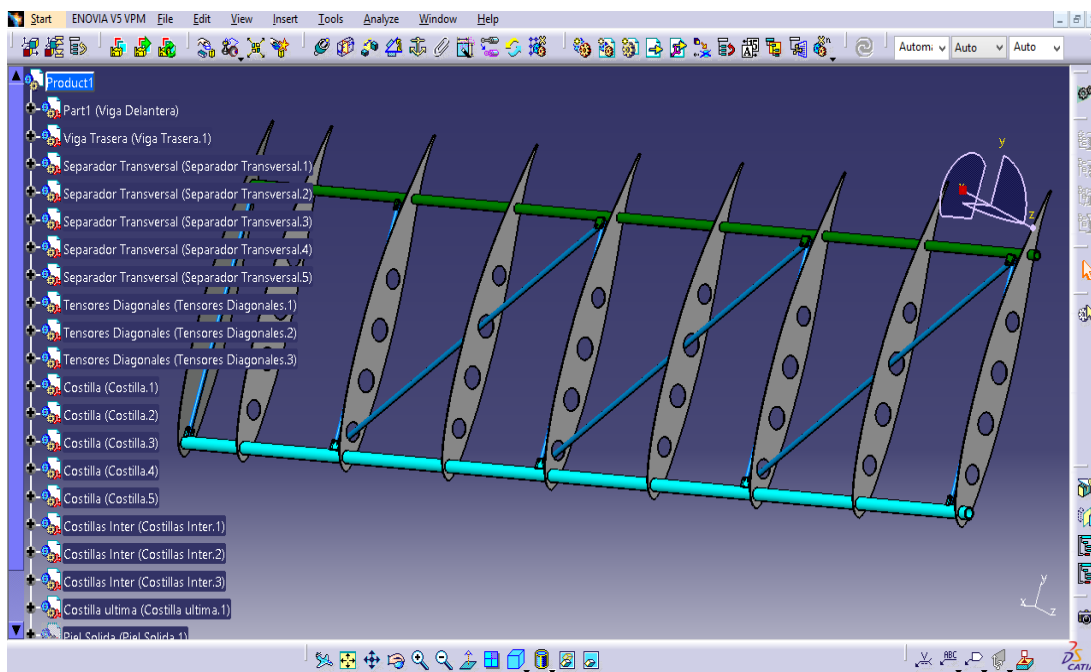 Start ENOVIA V5 VPM File Edit View Insert Tools Analyze Window Help
Autom: Auto Auto
Product1
Part1 (Viga Delantera)
Viga Trasera (Viga Trasera.1)
Separador Transversal (Separador Transversal.1)
Separador Transversal (Separador Transversal.2)
Separador Transversal (Separador Transversal.3)
Separador Transversal (Separador Transversal.4)
Separador Transversal (Separador Transversal.5)
Tensores Diagonales (Tensores Diagonales.1)
Tensores Diagonales (Tensores Diagonales.2)
Tensores Diagonales (Tensores Diagonales.3)
Costilla (Costilla.1)
Costilla (Costilla.2)
Costilla (Costilla.3)
Costilla (Costilla.4)
Costilla (Costilla.5)
Costillas Inter (Costillas Inter.1)
Costillas Inter (Costillas Inter.2)
Costillas Inter (Costillas Inter.3)
Costilla ultima (Costilla ultima.1)
Piel Solida (Piel Solida.1)
y
z
y
x
z
ABC
CATIA